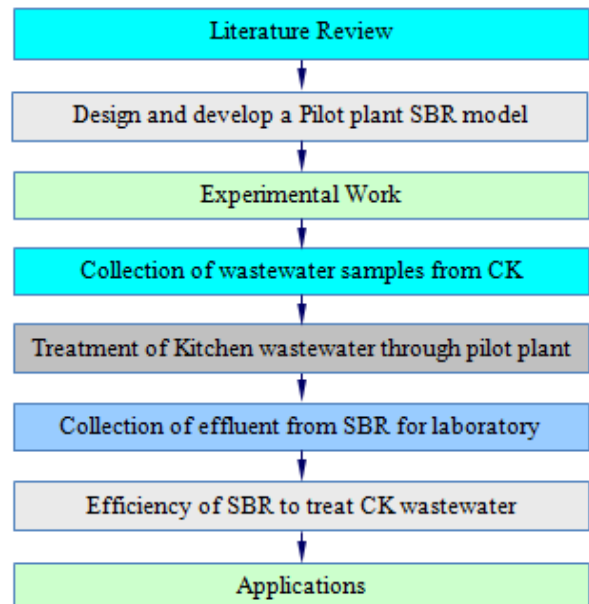 Literature Review
Design and develop a Pilot plant SBR model
Experimental Work
Collection of wastewater samples from CK
Treatment of Kitchen wastewater through pilot plant
Collection of effluent from SBR for laboratory
Efficiency of SBR to treat CK wastewater
Applications